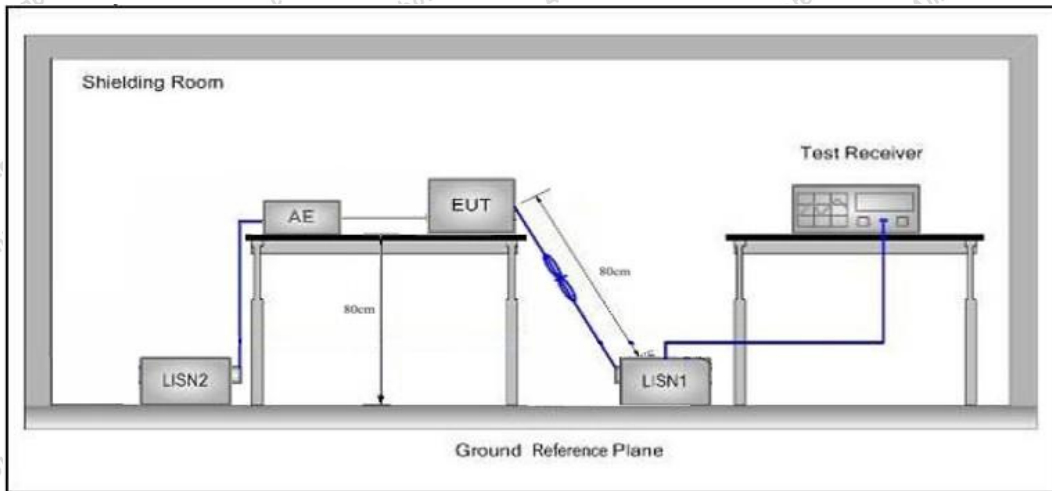 Shielding Room
Test Receiver
EUT
AE
80cm
80cm
LISN2
LISN1
Ground Reference Plane